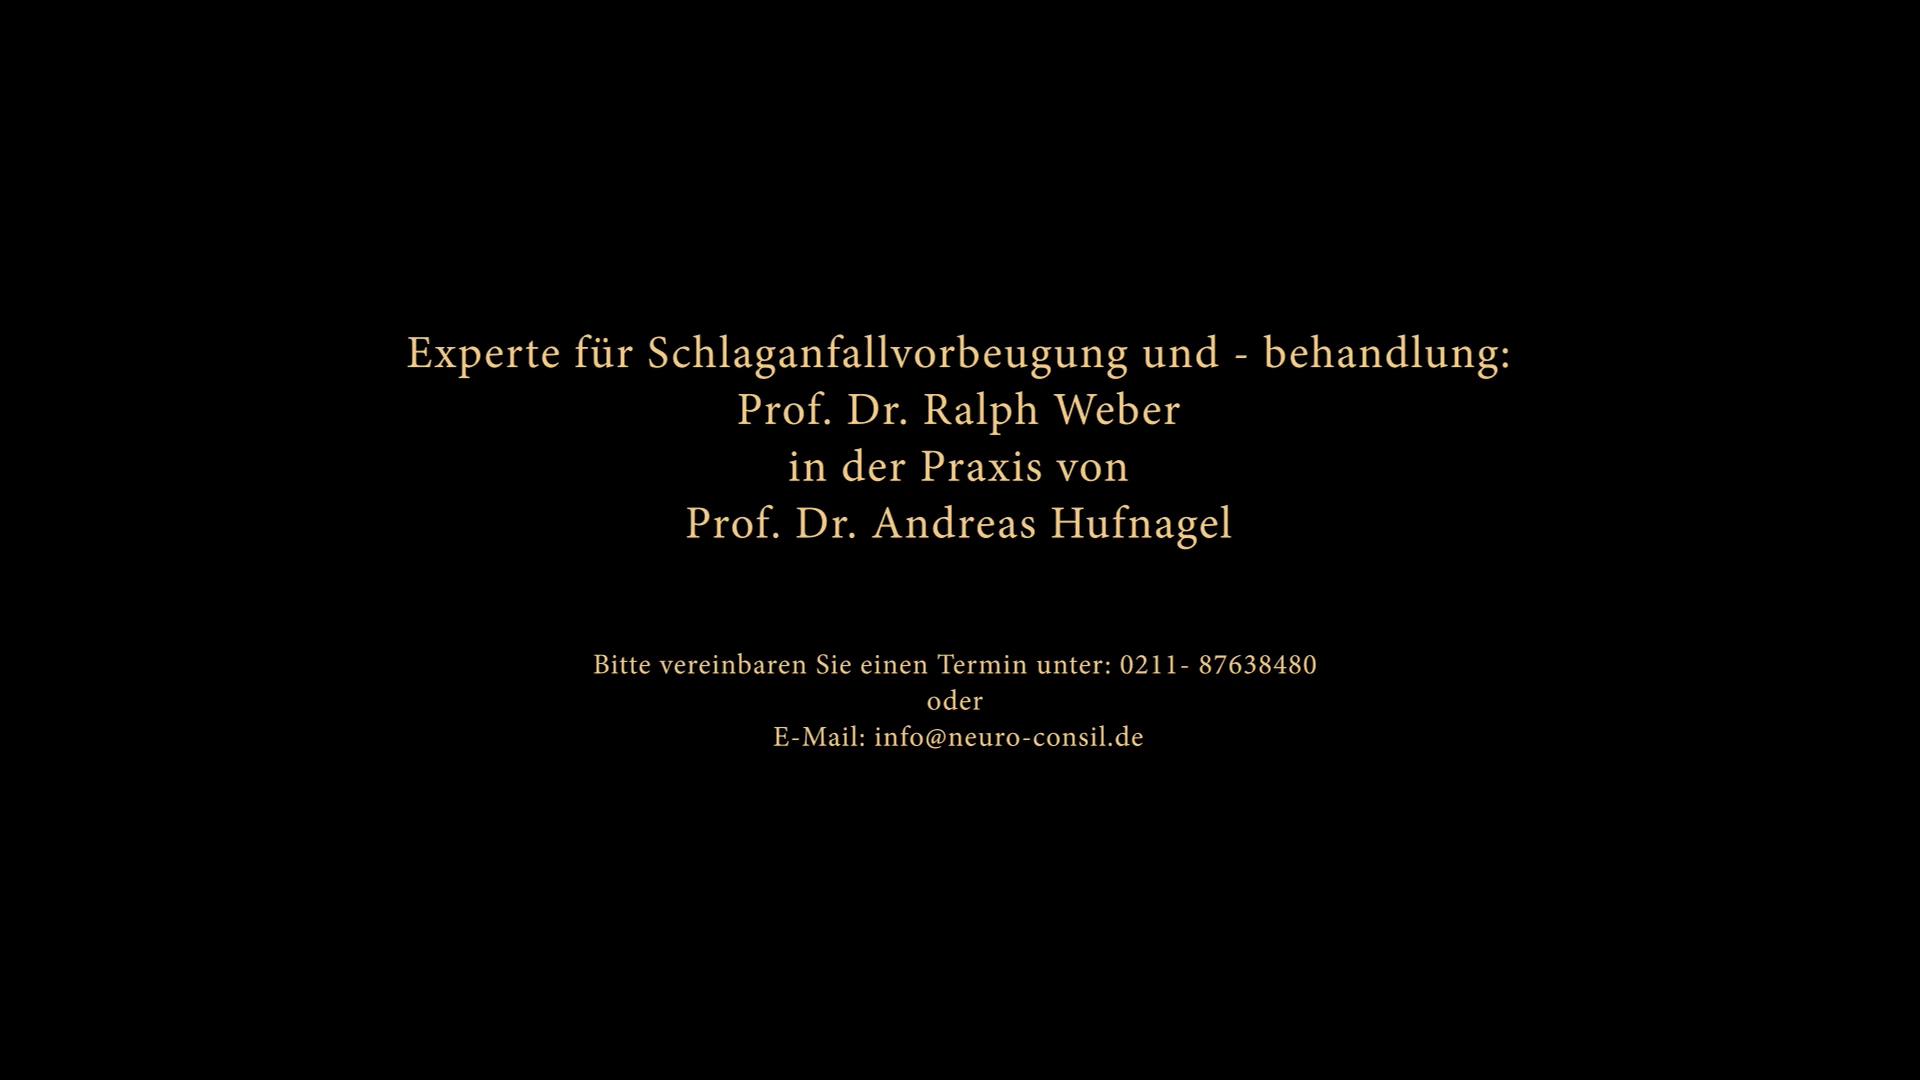 Experte für Schlaganfallvorbeugung und - behandlung:
Prof. Dr. Ralph Weber
in der Praxis von
Prof. Dr. Andreas Hufnagel
Bitte vereinbaren Sie einen Termin unter: 0211- 87638480
oder
E-Mail: info@neuro-consil.de